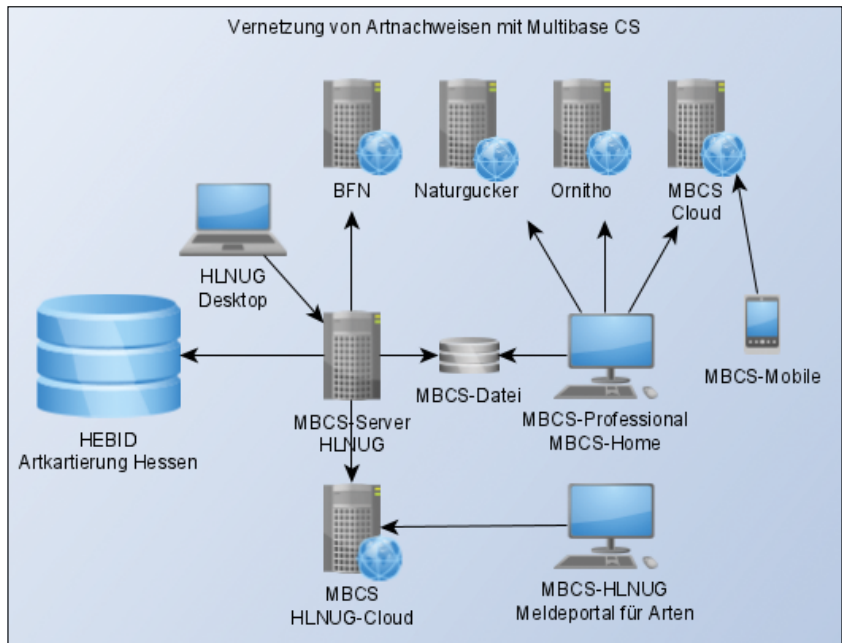 Vernetzung von Artnachweisen mit Multibase CS
BFN
Naturgucker
Ornitho
MBCS
Cloud
HLNUG
Desktop
MBCS-Mobile
HEBID
Artkartierung Hessen
MBCS-Server
HLNUG
MBCS-Datei
MBCS-Professional
MBCS-Home
MBCS
HLNUG-Cloud
MBCS-HLNUG
Meldeportal für Arten